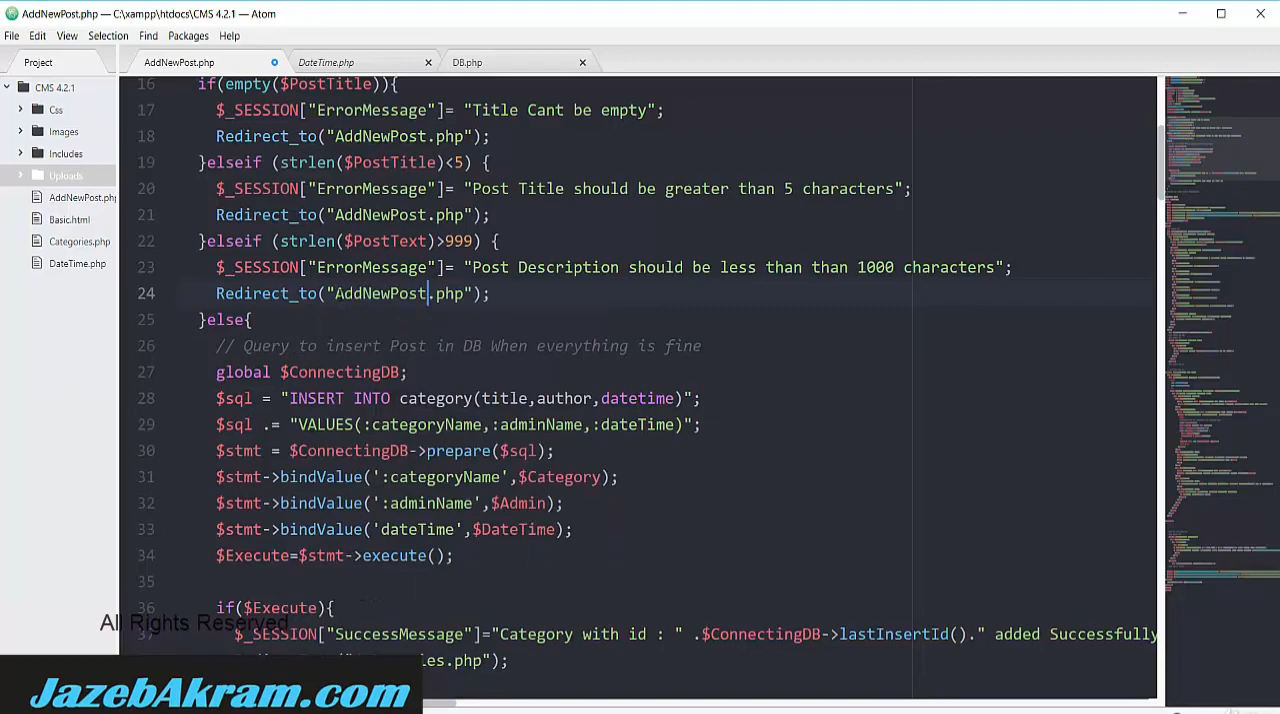 AddNewPost.php — C:\xampp\htdocs\CMS 4.2.1 — Atom
File Edit View Selection Find Packages Help
Project AddNewPost.php DateTime.php DB.php
CMS 4.2.1
Css
Images
Includes
Uploads
AddNewPost.php
Basic.html
Categories.php
Time.php
16 if(empty($PostTitle)){
17 $_SESSION["ErrorMessage"]= "Title Cant be empty";
18 Redirect_to("AddNewPost.php");
19 }elseif (strlen($PostTitle)<5
20 $_SESSION["ErrorMessage"]= "Post Title should be greater than 5 characters";
21 Redirect_to("AddNewPost.php");
22 }elseif (strlen($PostText)>999
23 $_SESSION["ErrorMessage"]= Description should be less than than 1000 characters";
24 Redirect_to("AddNewPost.php");
25 }else{
26 // Query to insert Post in When everything is fine
27 global $ConnectingDB;
28 $sql = "INSERT INTO category(title,author,datetime)";
29 $sql .= "VALUES(:categoryName,:adminName,:dateTime)";
30 $stmt = $ConnectingDB->prepare($sql);
31 $stmt->bindValue(':categoryName',$Category);
32 $stmt->bindValue(':adminName',$Admin);
33 $stmt->bindValue('dateTime',$DateTime);
34 $Execute=$stmt->execute();
35
36 if($Execute){
37 $_SESSION["SuccessMessage"]="Category with id : " .$ConnectingDB->lastInsertId()." added Successfully
les.php");
All Rights Reserved
JazebAkram.com